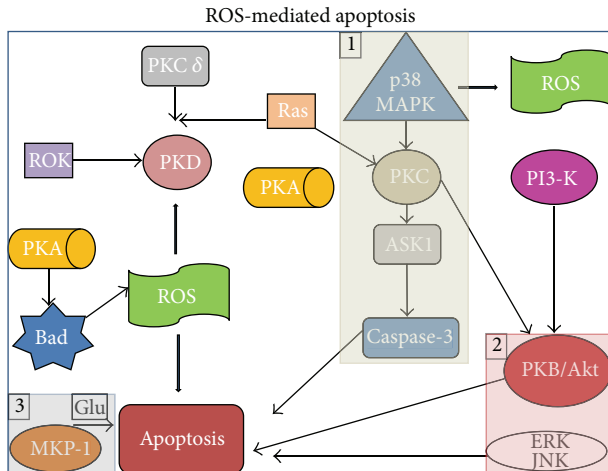 ROS-mediated apoptosis
1
PKC δ
p38
MAPK
ROS
Ras
ROK
PKD
PKA
PKC
PI3-K
PKA
ASK1
ROS
Bad
Caspase-3
2
PKB/Akt
3
Glu
MKP-1
Apoptosis
ERK
JNK